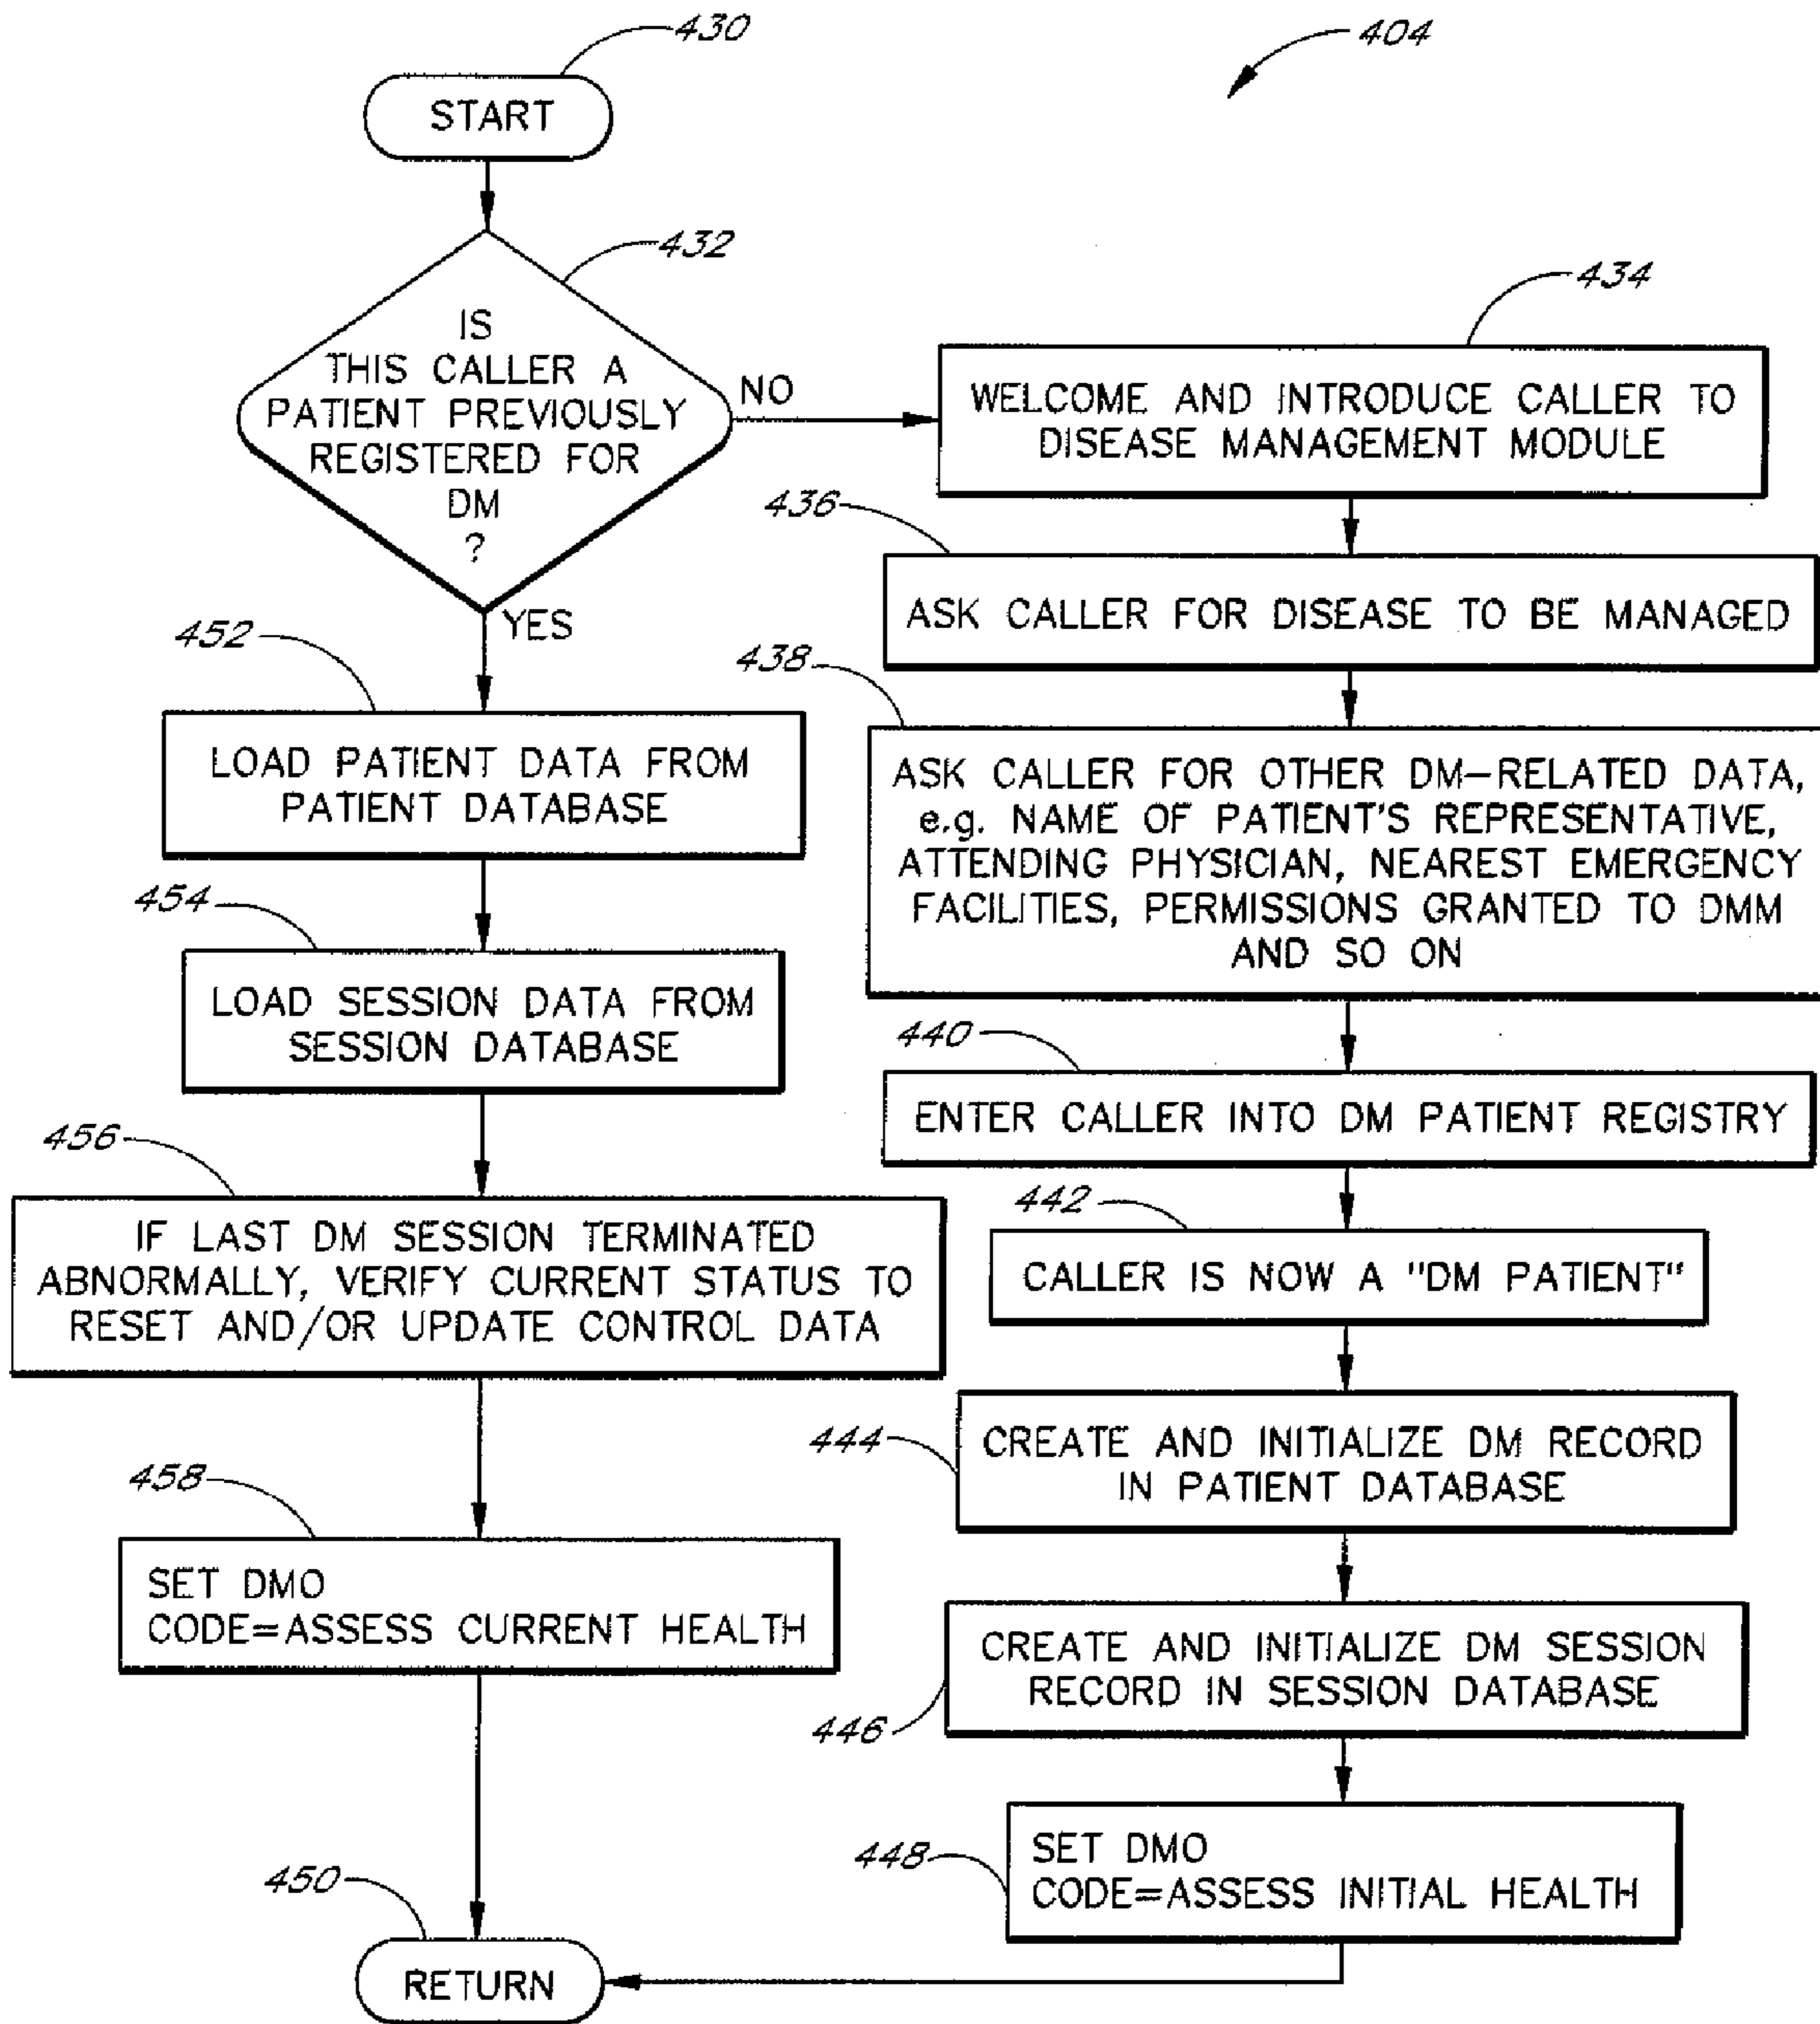 430
404
START
432
IS
THIS CALLER A
PATIENT PREVIOUSLY
REGISTERED FOR
DM
?
NO
YES
434
WELCOME AND INTRODUCE CALLER TO
DISEASE MANAGEMENT MODULE
436
ASK CALLER FOR DISEASE TO BE MANAGED
438
ASK CALLER FOR OTHER DM-RELATED DATA,
e.g. NAME OF PATIENT'S REPRESENTATIVE,
ATTENDING PHYSICIAN, NEAREST EMERGENCY
FACILITIES, PERMISSIONS GRANTED TO DMM
AND SO ON
440
ENTER CALLER INTO DM PATIENT REGISTRY
442
CALLER IS NOW A "DM PATIENT"
444
CREATE AND INITIALIZE DM RECORD
IN PATIENT DATABASE
446
CREATE AND INITIALIZE DM SESSION
RECORD IN SESSION DATABASE
448
SET DMO
CODE=ASSESS INITIAL HEALTH
452
LOAD PATIENT DATA FROM
PATIENT DATABASE
454
LOAD SESSION DATA FROM
SESSION DATABASE
456
IF LAST DM SESSION TERMINATED
ABNORMALLY, VERIFY CURRENT STATUS TO
RESET AND/OR UPDATE CONTROL DATA
458
SET DMO
CODE=ASSESS CURRENT HEALTH
450
RETURN